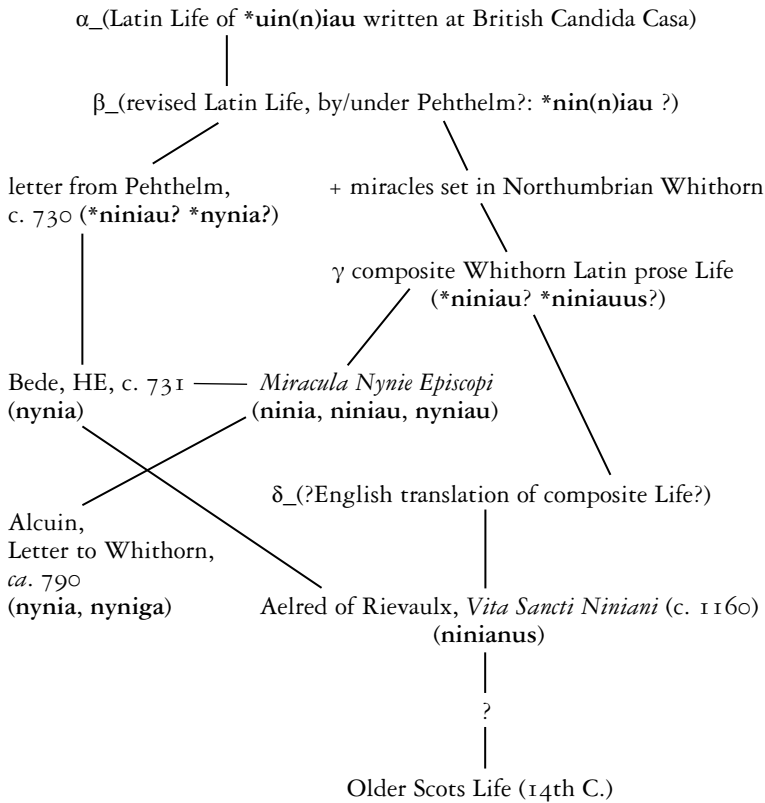 α_(Latin Life of *uin(n)iau written at British Candida Casa)
β_(revised Latin Life, by/under Pehthelm?: *nin(n)iau ?)
letter from Pehthelm,
c. 730 (*niniau? *nynia?)
+ miracles set in Northumbrian Whithorn
γ composite Whithorn Latin prose Life
(*niniau? *niniauus?)
Bede, HE, c. 731
(nynia)
Miracula Nynie Episcopi
(ninia, niniau, nyniau)
δ_(?English translation of composite Life?)
Alcuin,
Letter to Whithorn,
ca. 790
(nynia, nyniga)
Aelred of Rievaulx, Vita Sancti Niniani (c. 1160)
(ninianus)
?
Older Scots Life (14th C.)